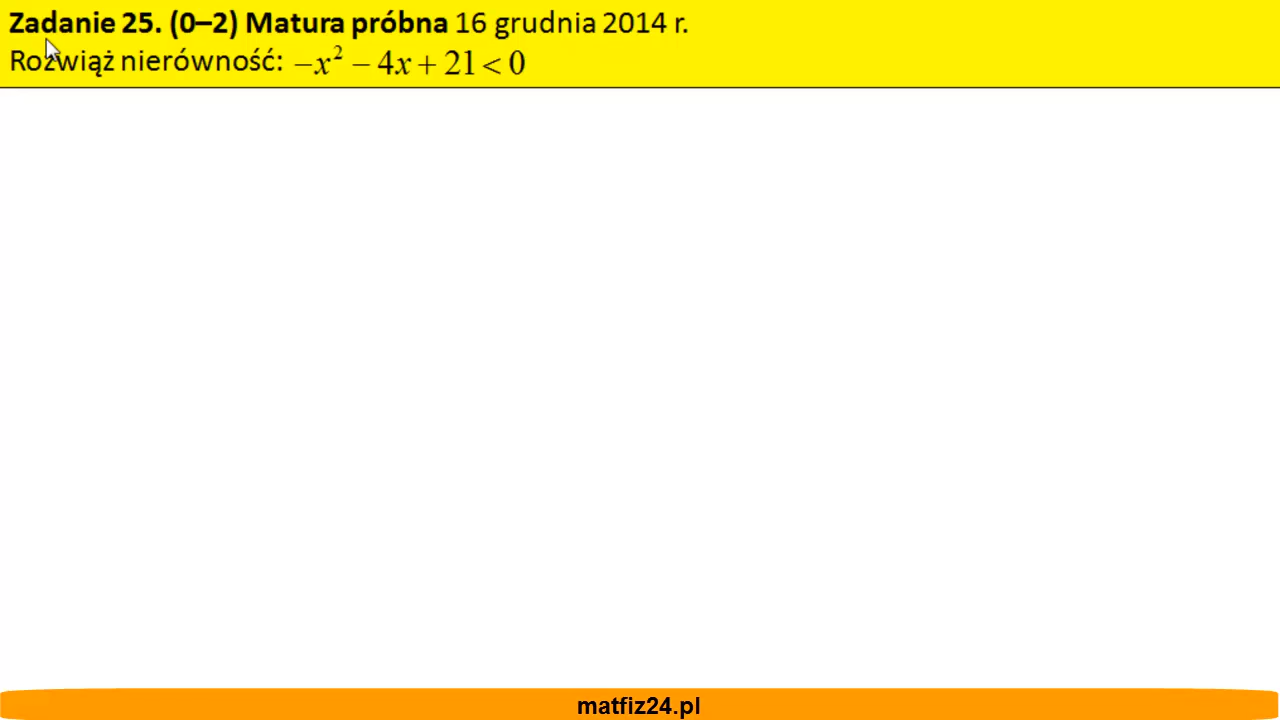 Zadanie 25. (0–2) Matura próbna 16 grudnia 2014 r.
Rozwiąż nierówność: −x² − 4x + 21 < 0
matfiz24.pl